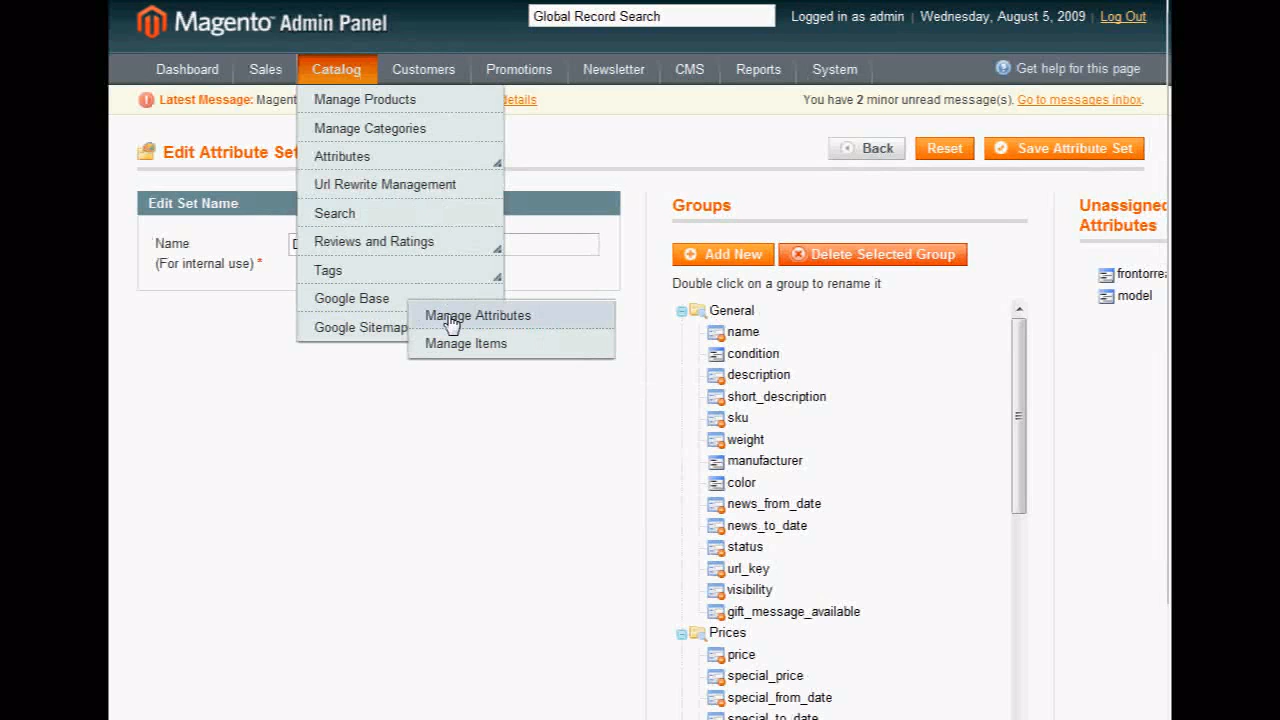 Magento™ Admin Panel
Global Record Search
Logged in as admin | Wednesday, August 5, 2009 | Log Out
Dashboard Sales Catalog Customers Promotions Newsletter CMS Reports System Get help for this page
Latest Message: Magent details You have 2 minor unread message(s). Go to messages inbox.
Manage Products
Manage Categories
Attributes
Url Rewrite Management
Search
Reviews and Ratings
Tags
Google Base
Google Sitemap
Manage Attributes
Manage Items
Edit Attribute Set
Back Reset Save Attribute Set
Edit Set Name
Name
(For internal use) *
Groups
Add New Delete Selected Group
Double click on a group to rename it
General
name
condition
description
short_description
sku
weight
manufacturer
color
news_from_date
news_to_date
status
url_key
visibility
gift_message_available
Prices
price
special_price
special_from_date
special_to_date
Unassigned
Attributes
frontorrea
model